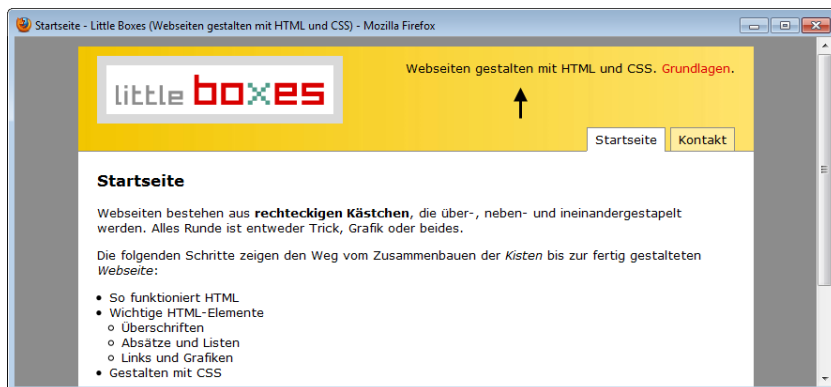 Startseite - Little Boxes (Webseiten gestalten mit HTML und CSS) - Mozilla Firefox
little boxes
Webseiten gestalten mit HTML und CSS. Grundlagen.
Startseite Kontakt
Startseite
Webseiten bestehen aus rechteckigen Kästchen, die über-, neben- und ineinandergestapelt
werden. Alles Runde ist entweder Trick, Grafik oder beides.
Die folgenden Schritte zeigen den Weg vom Zusammenbauen der Kisten bis zur fertig gestalteten
Webseite:
• So funktioniert HTML
• Wichtige HTML-Elemente
◦ Überschriften
◦ Absätze und Listen
◦ Links und Grafiken
• Gestalten mit CSS